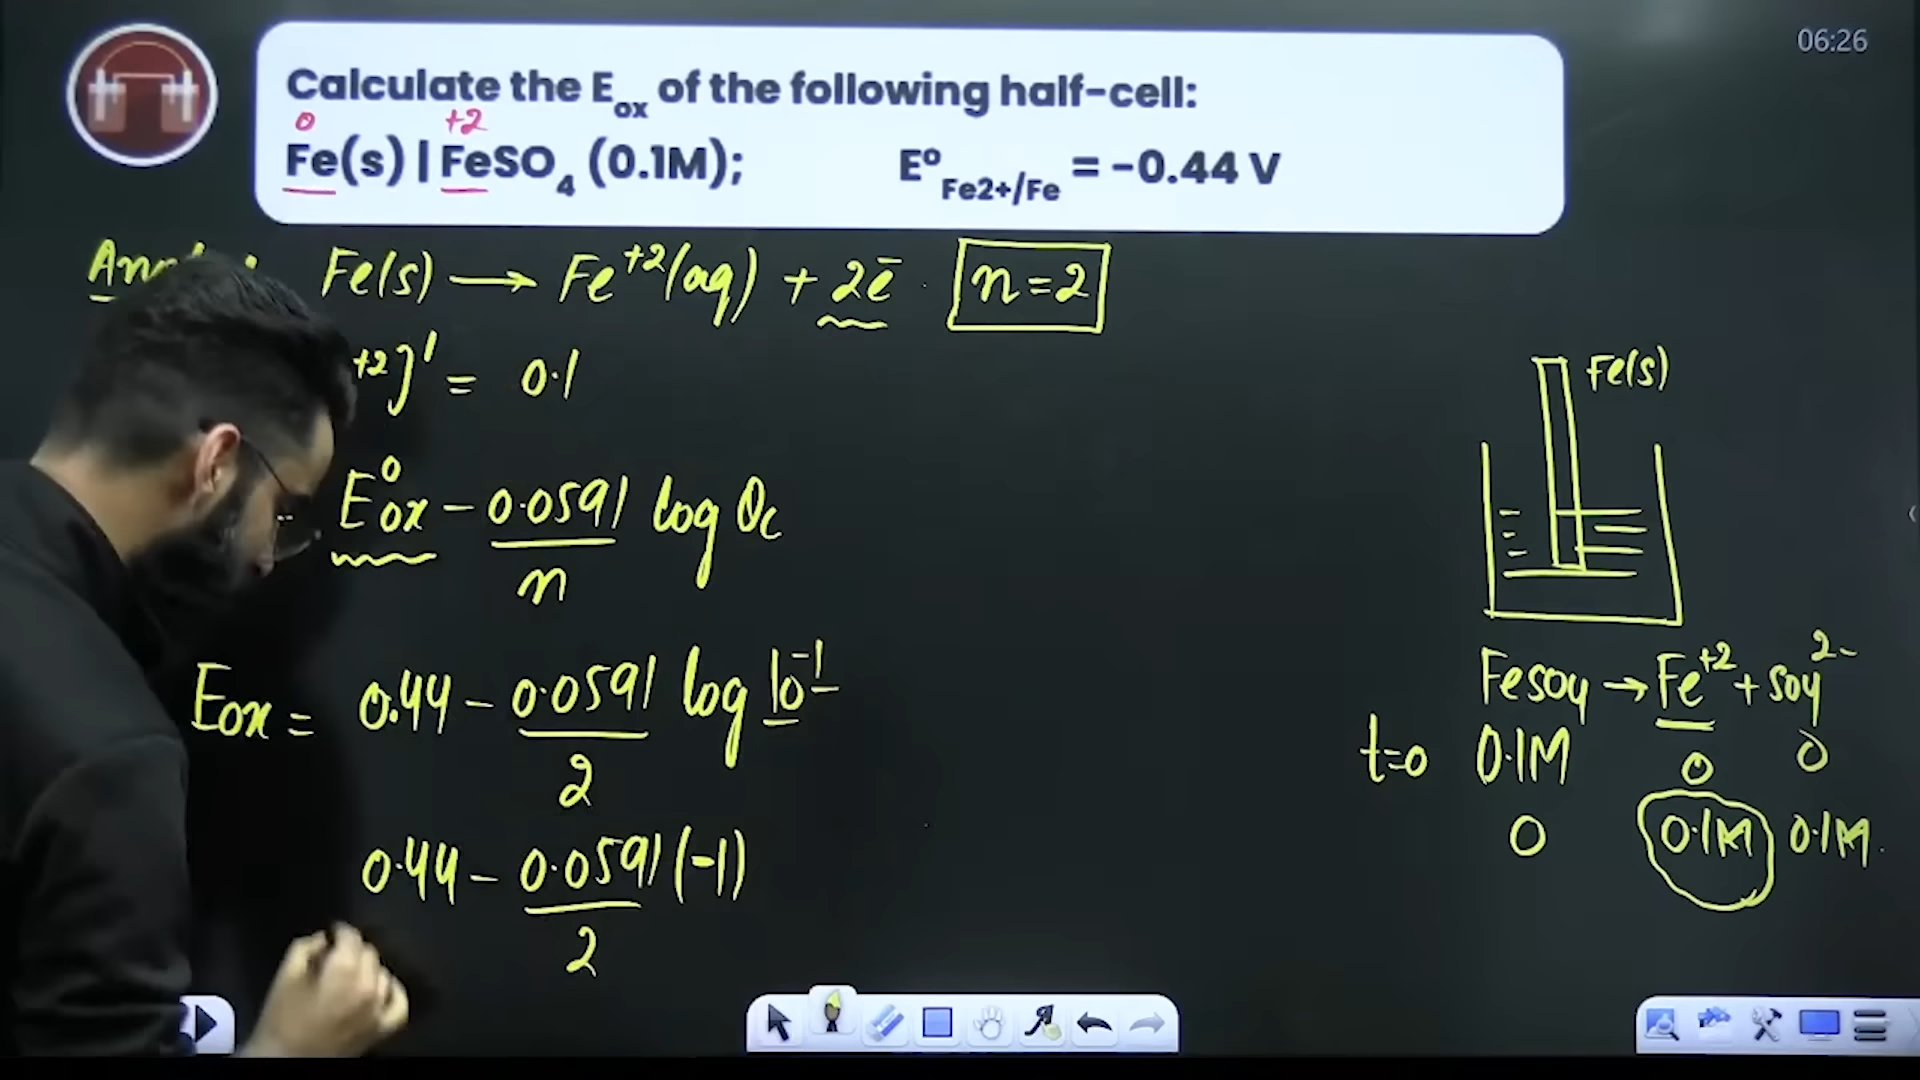 06:26
Calculate the Eox of the following half-cell:
0 +2
Fe(s) | FeSO4 (0.1M); E°Fe2+/Fe = -0.44 V
Fe(s) → Fe+2(aq) + 2e- n=2
+2]1 = 0.1
E0ox - 0.0591/n log Qc
Eox = 0.44 - 0.0591/2 log 10-1
0.44 - 0.0591/2 (-1)
Fe(s)
Feso4 → Fe+2 + so42-
t=0 0.1M 0 0
0 0.1M 0.1M.